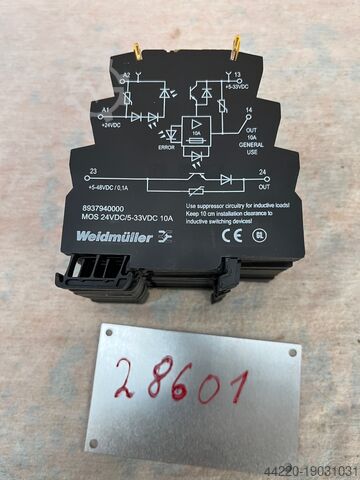 A2
13
+5-33VDC
A1
+24VDC
10A
14
OUT
10A
GENERAL
USE
ERROR
23
24
+5-48VDC / 0,1A
OUT
8937940000
MOS 24VDC/5-33VDC 10A
Use suppressor circuitry for inductive loads!
Keep 10 cm installation clearance to
inductive switching devices!
Weidmüller
CE
GL
28601
44220-19031031